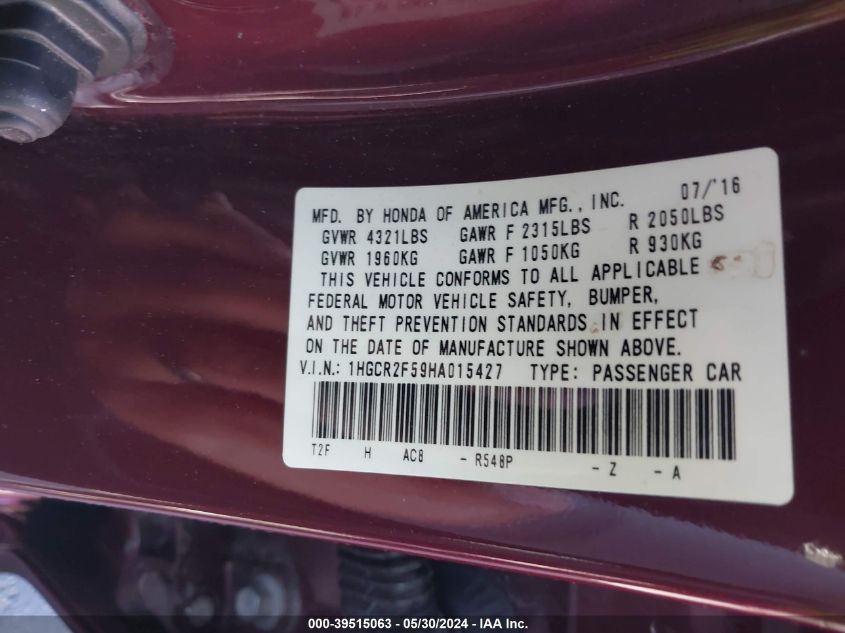 MFD. BY HONDA OF AMERICA MFG., INC. 07/'16
GVWR 4321LBS GAWR F 2315LBS R 2050LBS
GVWR 1960KG GAWR F 1050KG R 930KG
THIS VEHICLE CONFORMS TO ALL APPLICABLE
FEDERAL MOTOR VEHICLE SAFETY, BUMPER,
AND THEFT PREVENTION STANDARDS IN EFFECT
ON THE DATE OF MANUFACTURE SHOWN ABOVE.
V.I.N.: 1HGCR2F59HA015427 TYPE: PASSENGER CAR
T2F H AC8 - R548P - Z - A
000-39515063 - 05/30/2024 - IAA Inc.